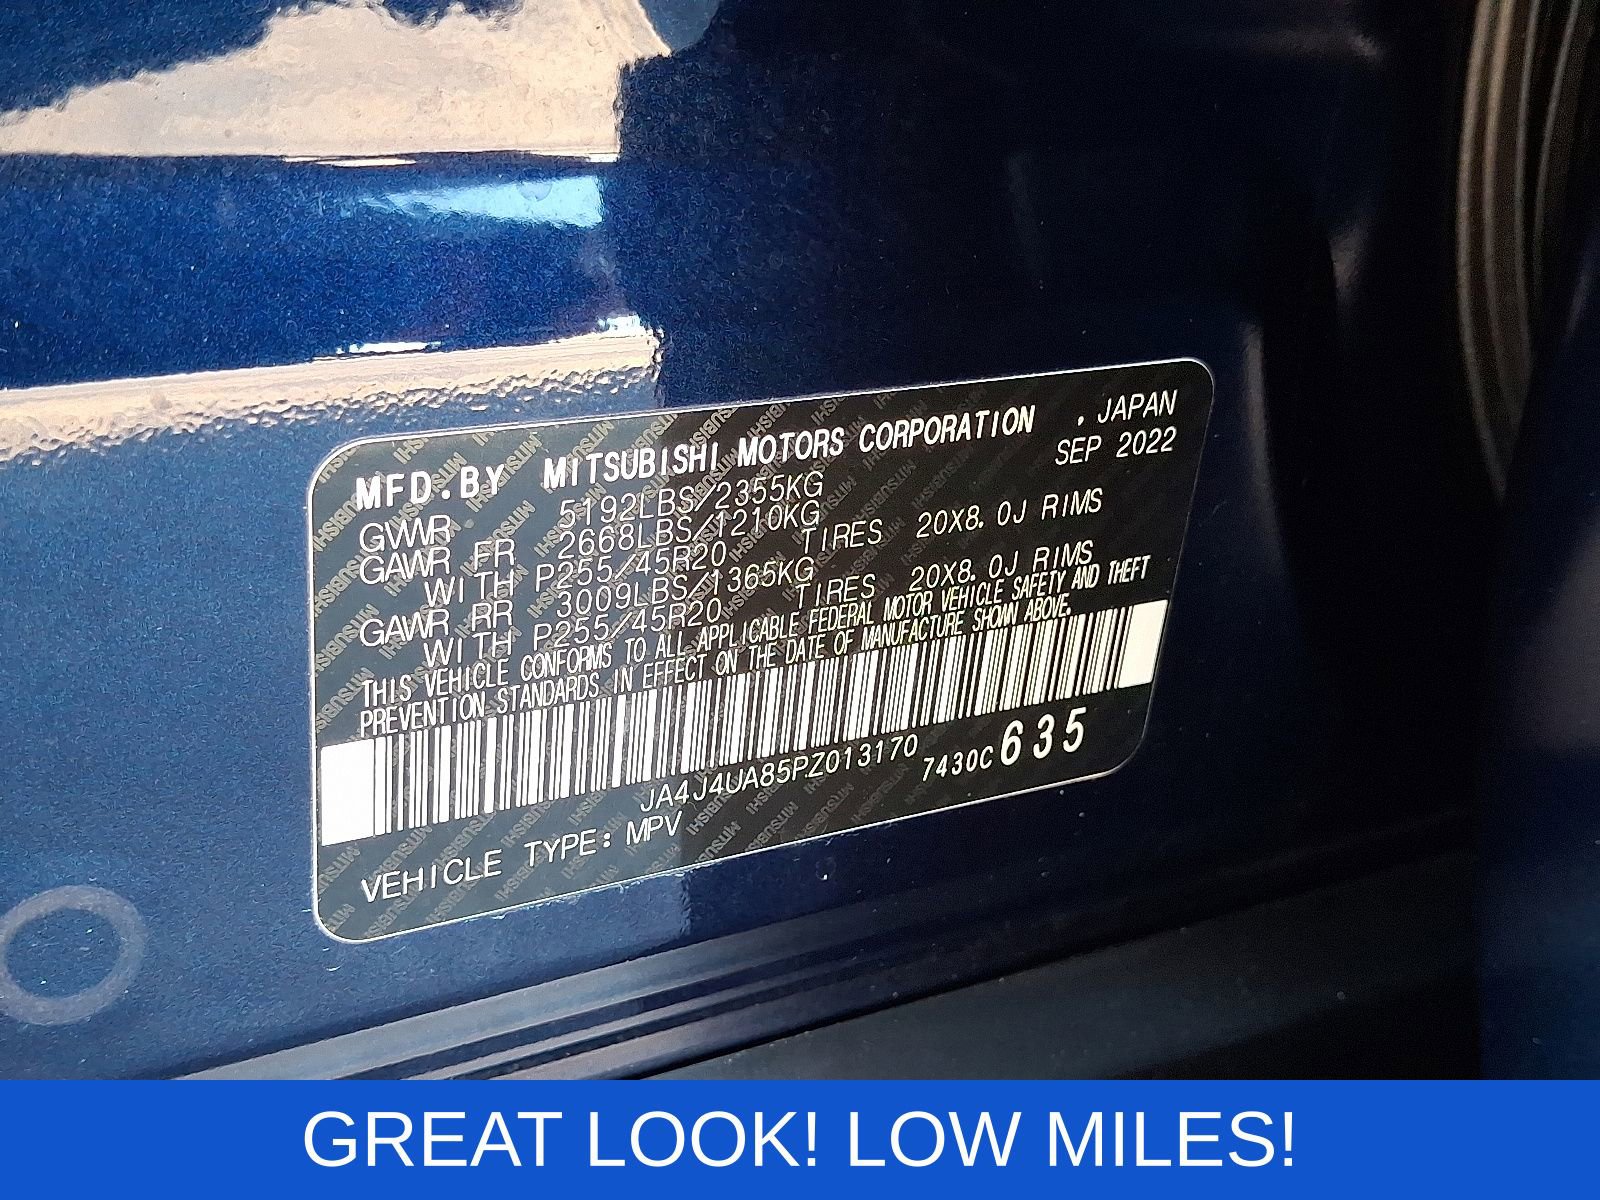 MFD.BY MITSUBISHI MOTORS CORPORATION , JAPAN
SEP 2022
GVWR 5192LBS/2355KG
GAWR FR 2668LBS/1210KG
WITH P255/45R20 TIRES 20X8.0J RIMS
GAWR RR 3009LBS/1365KG
WITH P255/45R20 TIRES 20X8.0J RIMS
THIS VEHICLE CONFORMS TO ALL APPLICABLE FEDERAL MOTOR VEHICLE SAFETY AND THEFT
PREVENTION STANDARDS IN EFFECT ON THE DATE OF MANUFACTURE SHOWN ABOVE.
JA4J4UA85PZ013170
7430C635
VEHICLE TYPE: MPV
GREAT LOOK! LOW MILES!